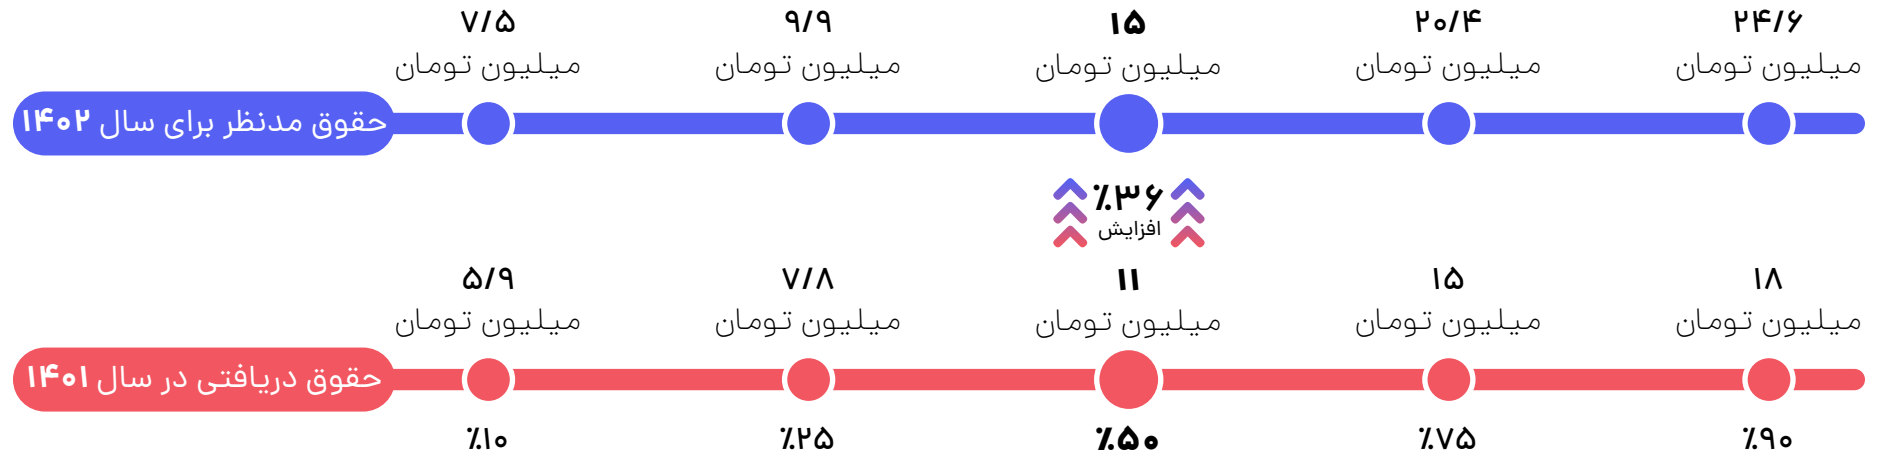 ۷/۵
میلیون تومان
۹/۹
میلیون تومان
۱۵
میلیون تومان
۲۰/۴
میلیون تومان
۲۴/۶
میلیون تومان
حقوق مدنظر برای سال ۱۴۰۲
٪۳۶
افزایش
۵/۹
میلیون تومان
۷/۸
میلیون تومان
۱۱
میلیون تومان
۱۵
میلیون تومان
۱۸
میلیون تومان
حقوق دریافتی در سال ۱۴۰۱
٪۱۰
٪۲۵
٪۵۰
٪۷۵
٪۹۰